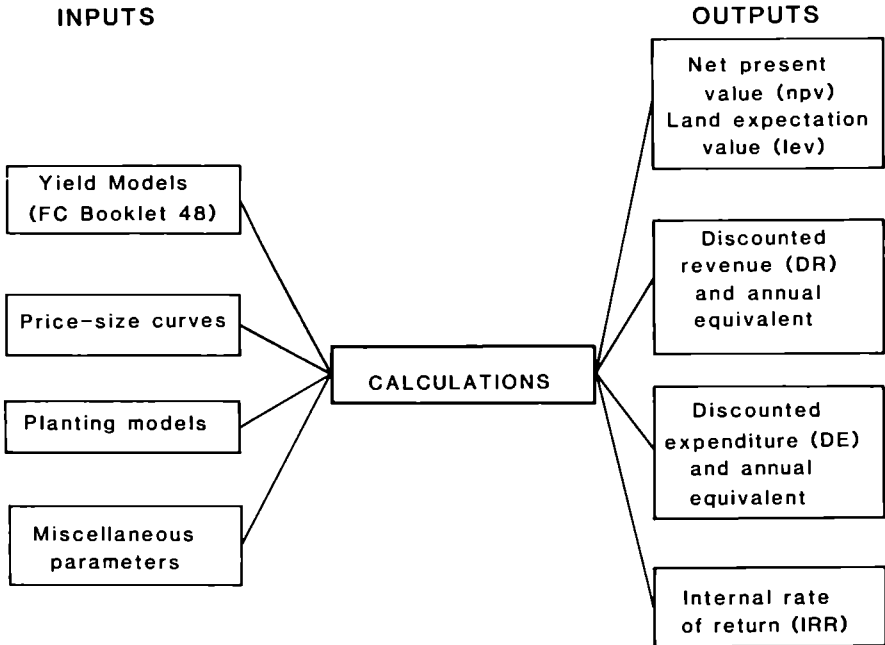 INPUTS
Yield Models
(FC Booklet 48)
Price-size curves
Planting models
Miscellaneous
parameters
CALCULATIONS
OUTPUTS
Net present
value (npv)
Land expectation
value (lev)
Discounted
revenue (DR)
and annual
equivalent
Discounted
expenditure (DE)
and annual
equivalent
Internal rate
of return (IRR)